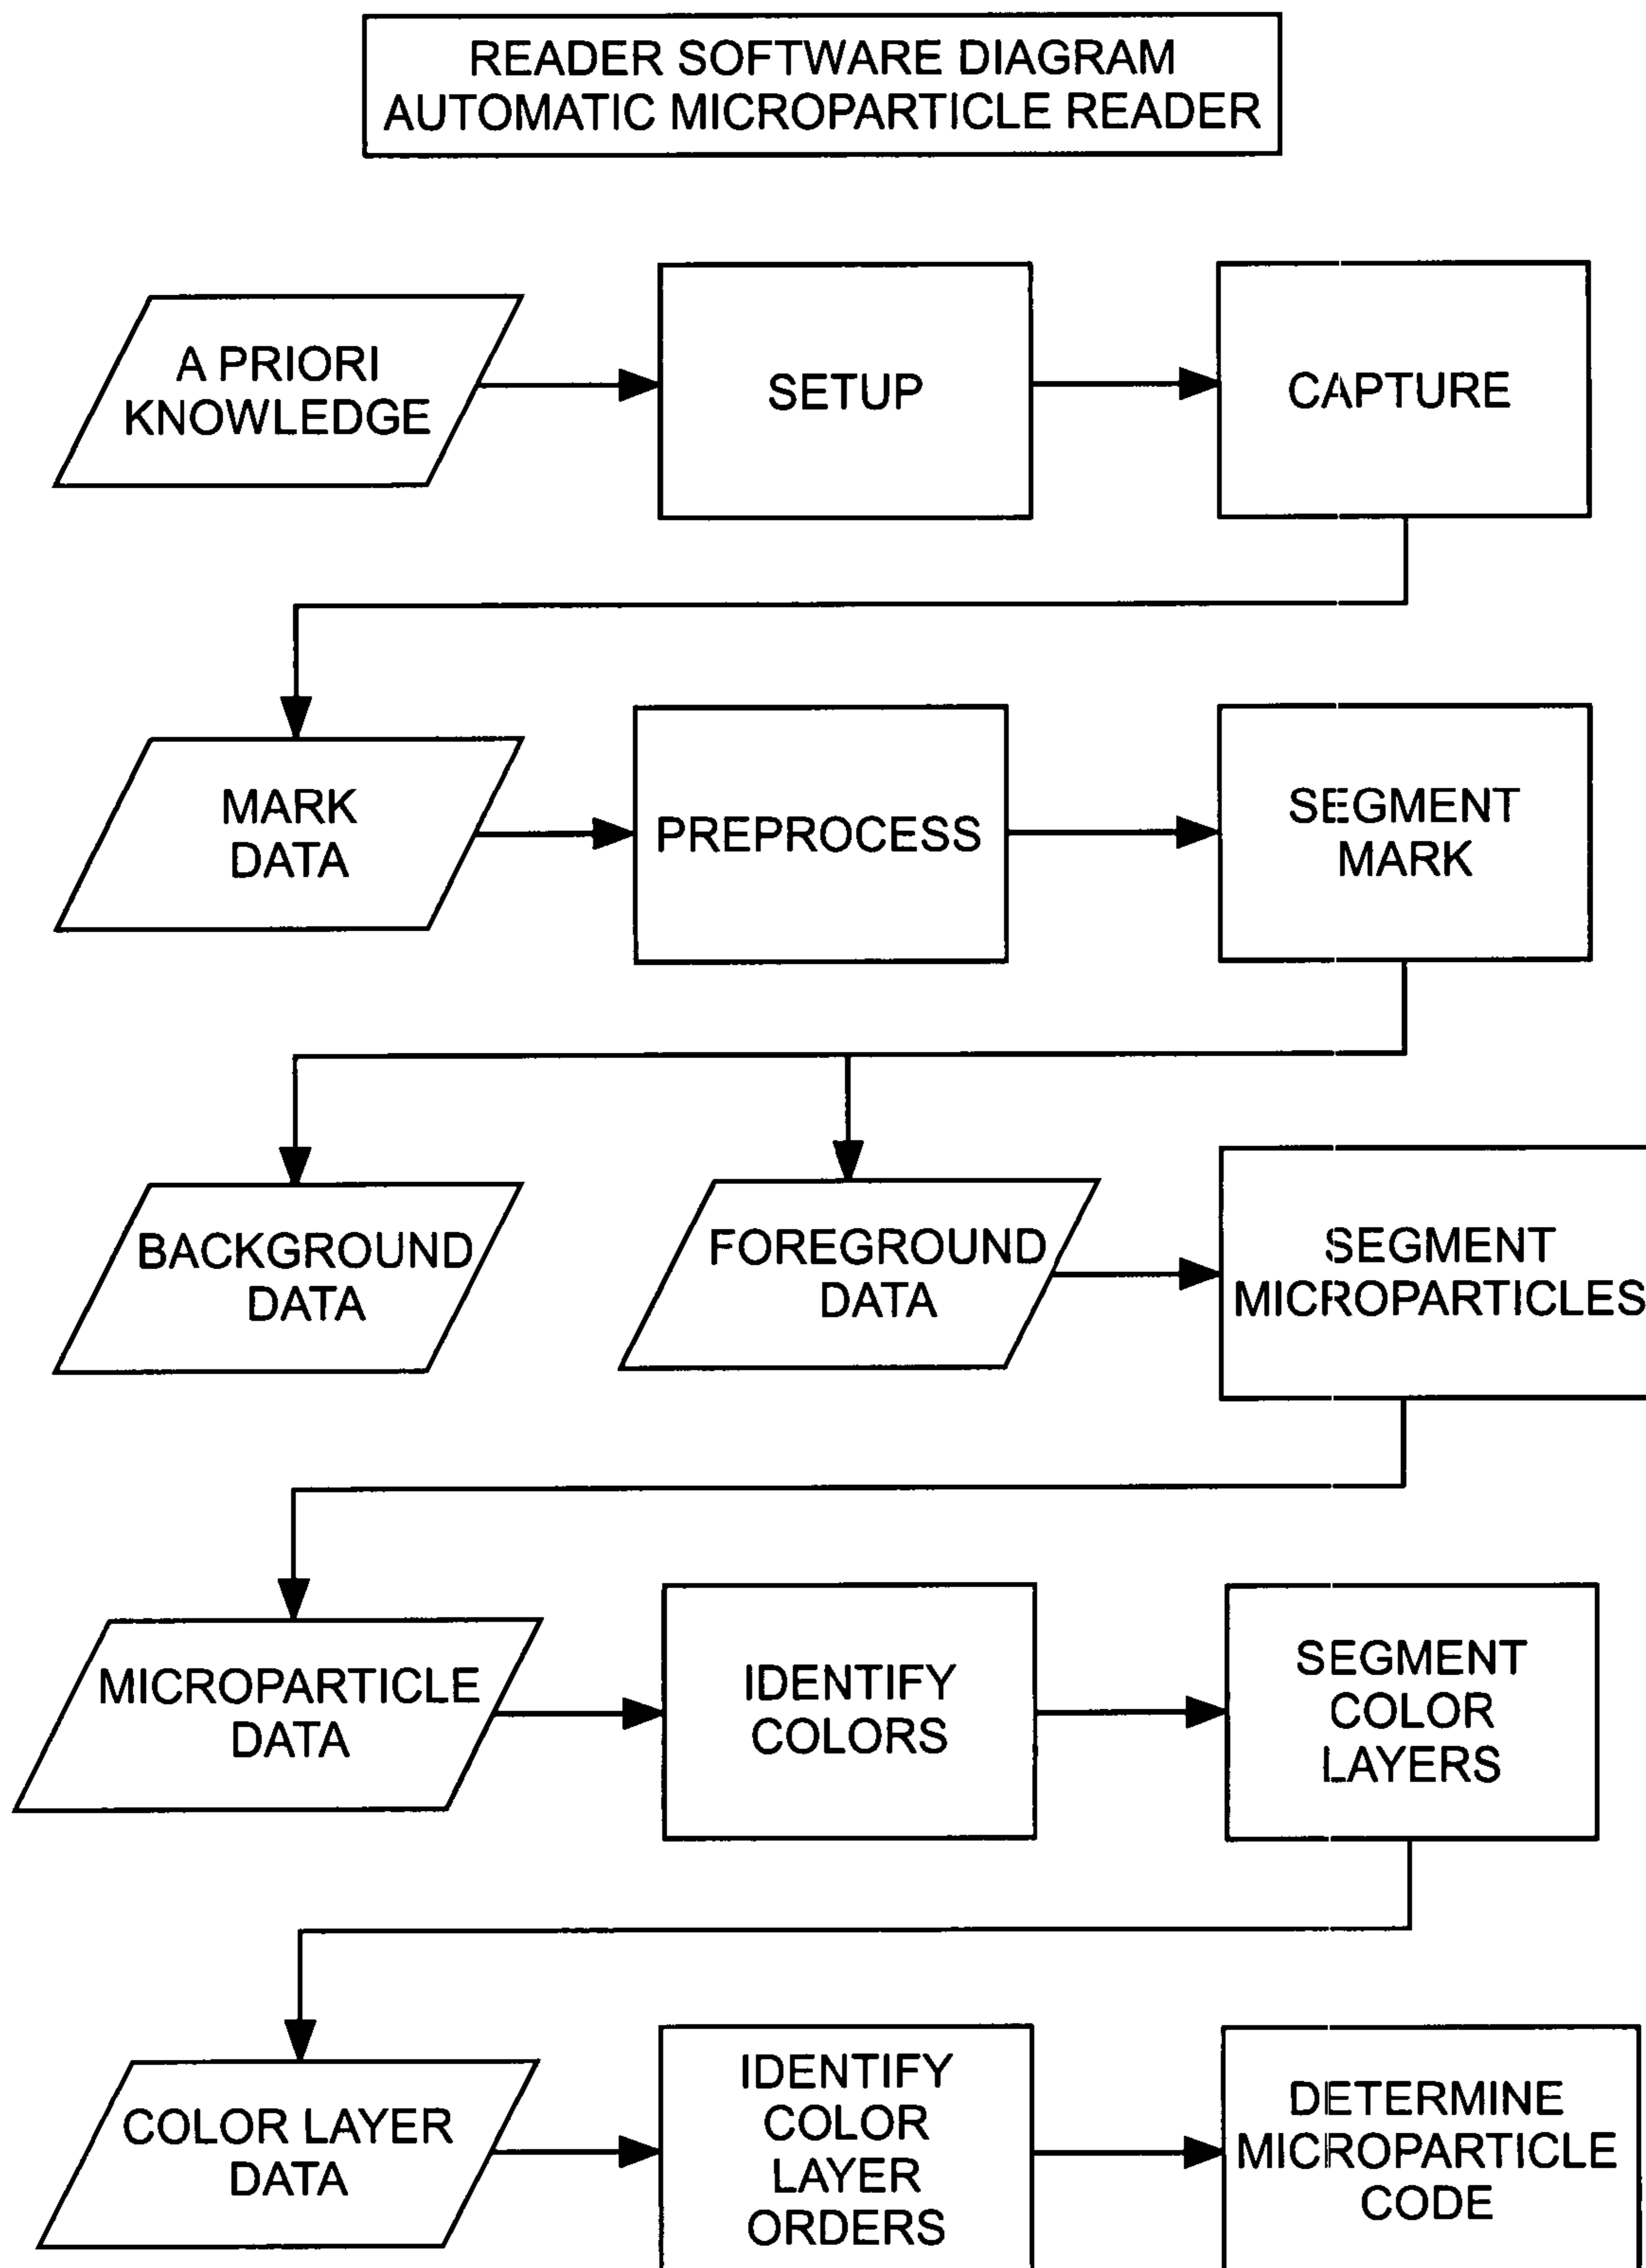 READER SOFTWARE DIAGRAM
AUTOMATIC MICROPARTICLE READER
A PRIORI
KNOWLEDGE
SETUP
CAPTURE
MARK
DATA
PREPROCESS
SEGMENT
MARK
BACKGROUND
DATA
FOREGROUND
DATA
SEGMENT
MICROPARTICLES
MICROPARTICLE
DATA
IDENTIFY
COLORS
SEGMENT
COLOR
LAYERS
COLOR LAYER
DATA
IDENTIFY
COLOR
LAYER
ORDERS
DETERMINE
MICROPARTICLE
CODE